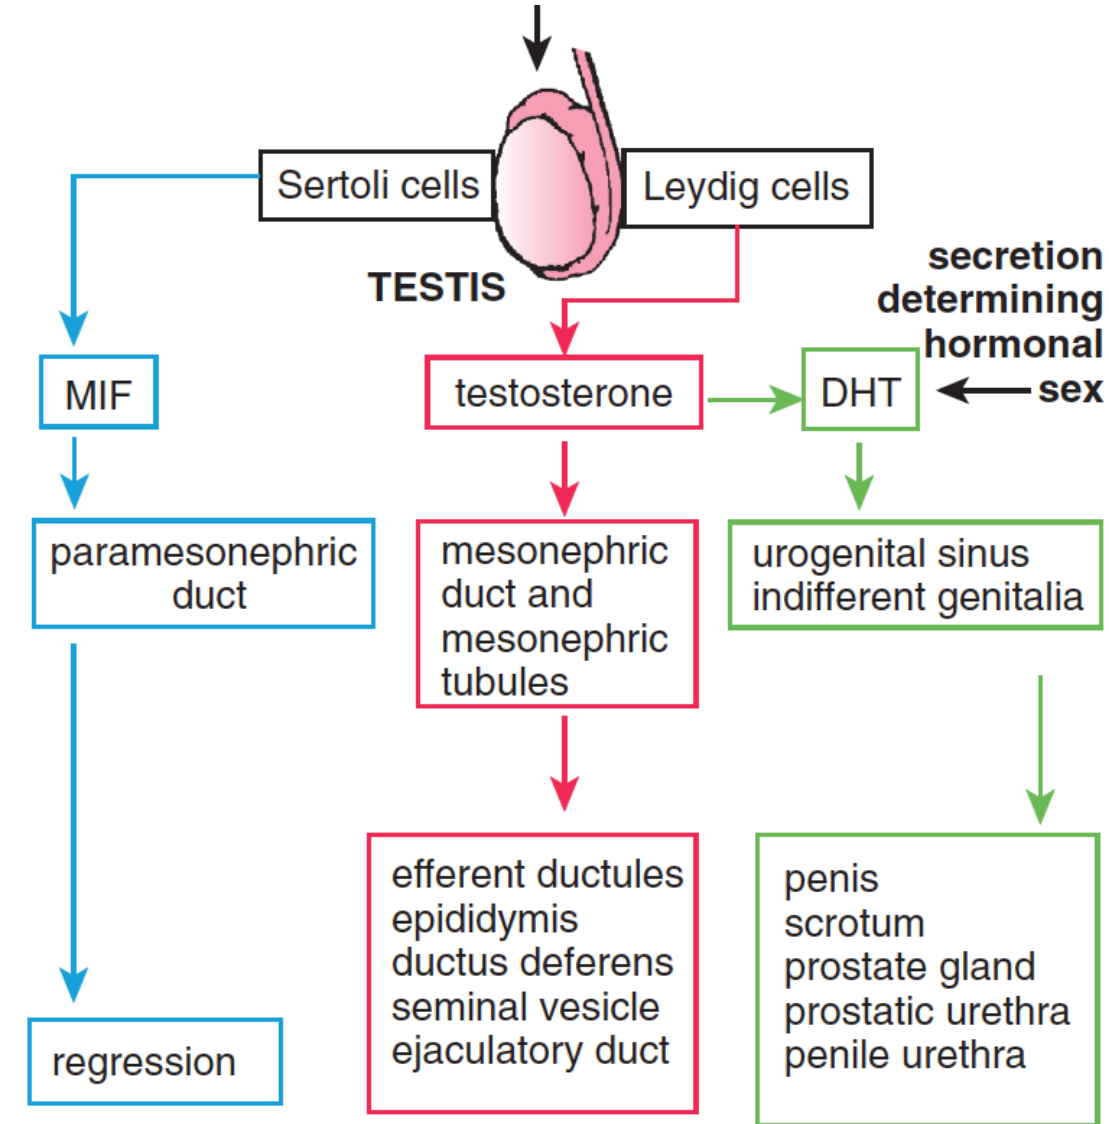 Sertoli cells
Leydig cells
TESTIS
secretion
determining
hormonal
sex
MIF
testosterone
DHT
paramesonephric
duct
mesonephric
duct and
mesonephric
tubules
urogenital sinus
indifferent genitalia
regression
efferent ductules
epididymis
ductus deferens
seminal vesicle
ejaculatory duct
penis
scrotum
prostate gland
prostatic urethra
penile urethra